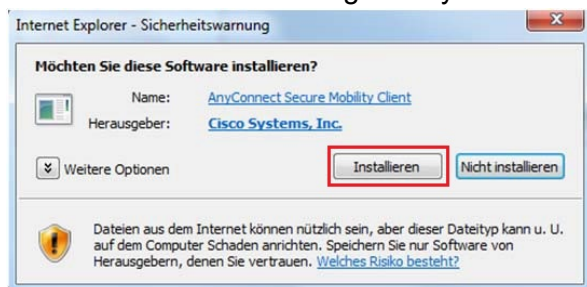 Internet Explorer - Sicherheitswarnung
Möchten Sie diese Software installieren?
Name: AnyConnect Secure Mobility Client
Herausgeber: Cisco Systems, Inc.
Weitere Optionen
Installieren
Nicht installieren
Dateien aus dem Internet können nützlich sein, aber dieser Dateityp kann u. U.
auf dem Computer Schaden anrichten. Speichern Sie nur Software von
Herausgebern, denen Sie vertrauen. Welches Risiko besteht?